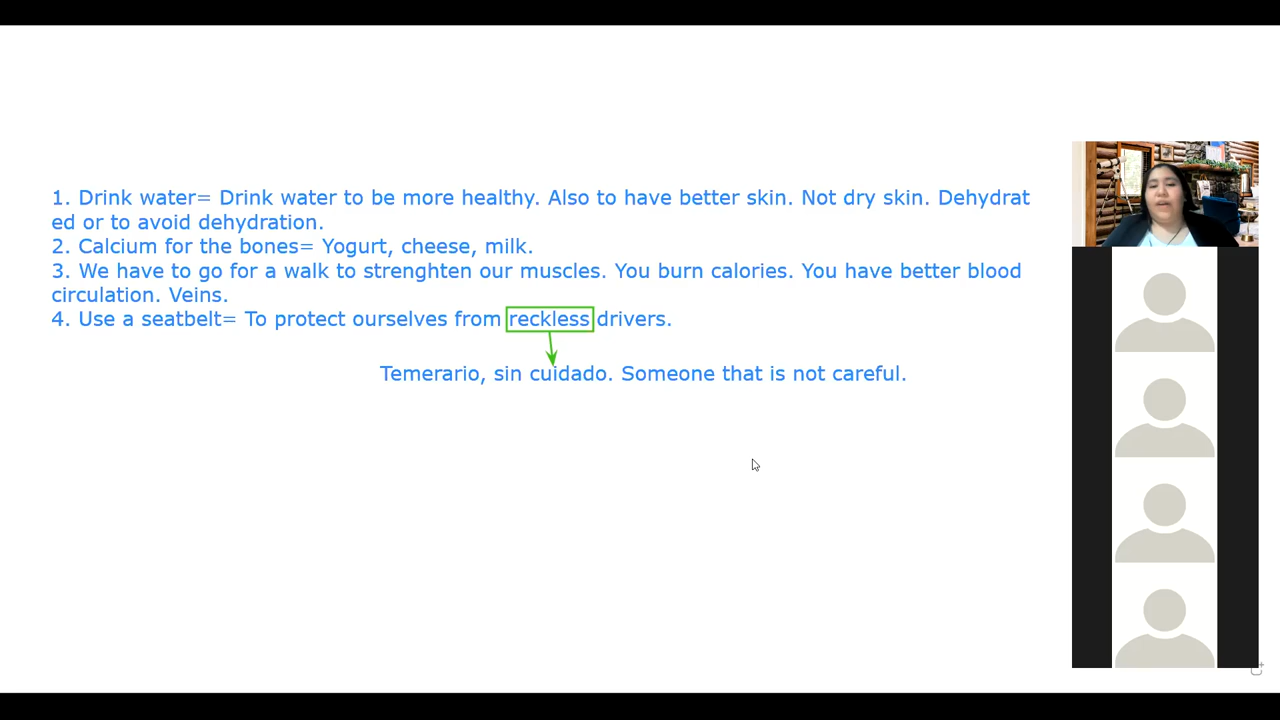 1. Drink water= Drink water to be more healthy. Also to have better skin. Not dry skin. Dehydrat
ed or to avoid dehydration.
2. Calcium for the bones= Yogurt, cheese, milk.
3. We have to go for a walk to strenghten our muscles. You burn calories. You have better blood
circulation. Veins.
4. Use a seatbelt= To protect ourselves from reckless drivers.
Temerario, sin cuidado. Someone that is not careful.